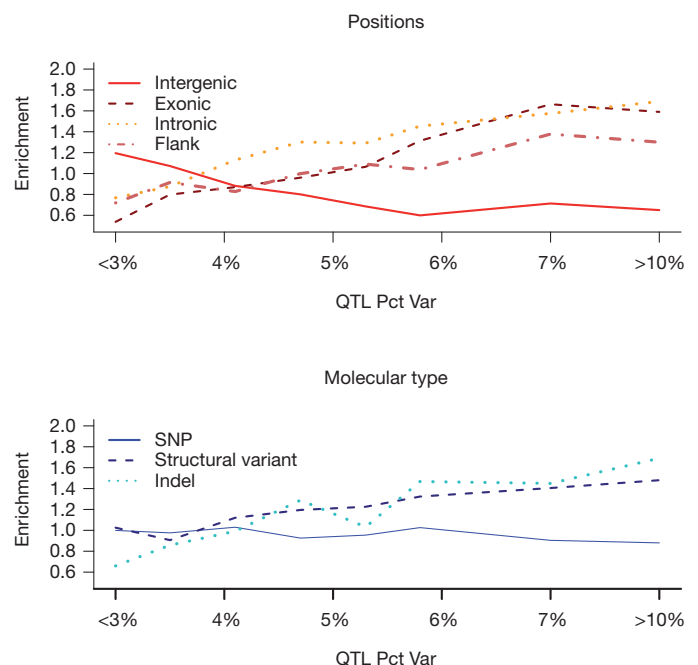 Positions
Enrichment
2.0
1.8
1.6
1.4
1.2
1.0
0.8
0.6
Intergenic
Exonic
Intronic
Flank
<3% 4% 5% 6% 7% >10%
QTL Pct Var
Molecular type
Enrichment
2.0
1.8
1.6
1.4
1.2
1.0
0.8
0.6
SNP
Structural variant
Indel
<3% 4% 5% 6% 7% >10%
QTL Pct Var